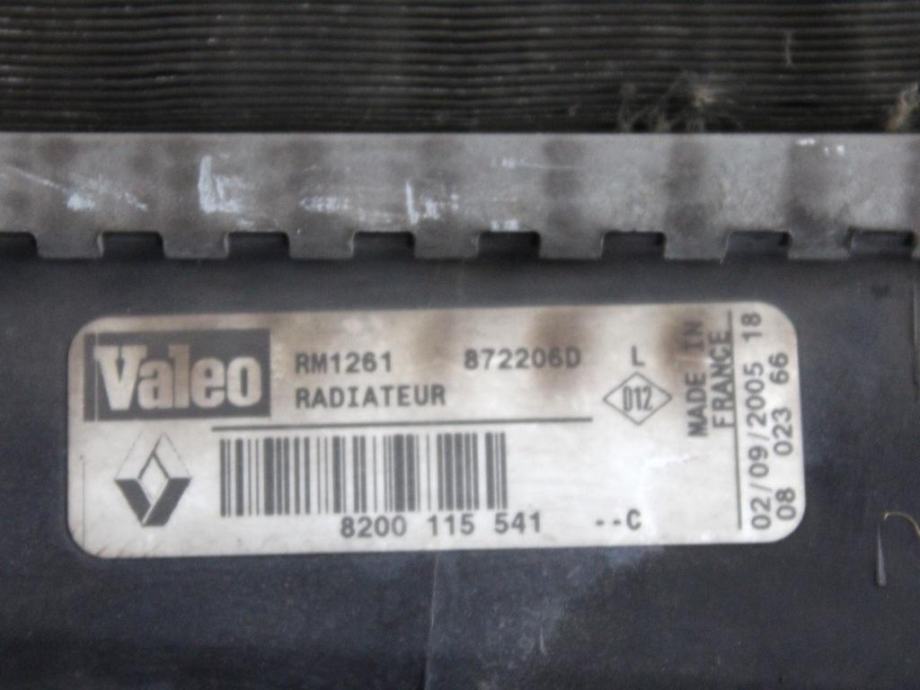 Valeo
RM1261 872206D L
RADIATEUR
D12
8200 115 541 --C
MADE IN
FRANCE
02/09/2005 18
08 023 66